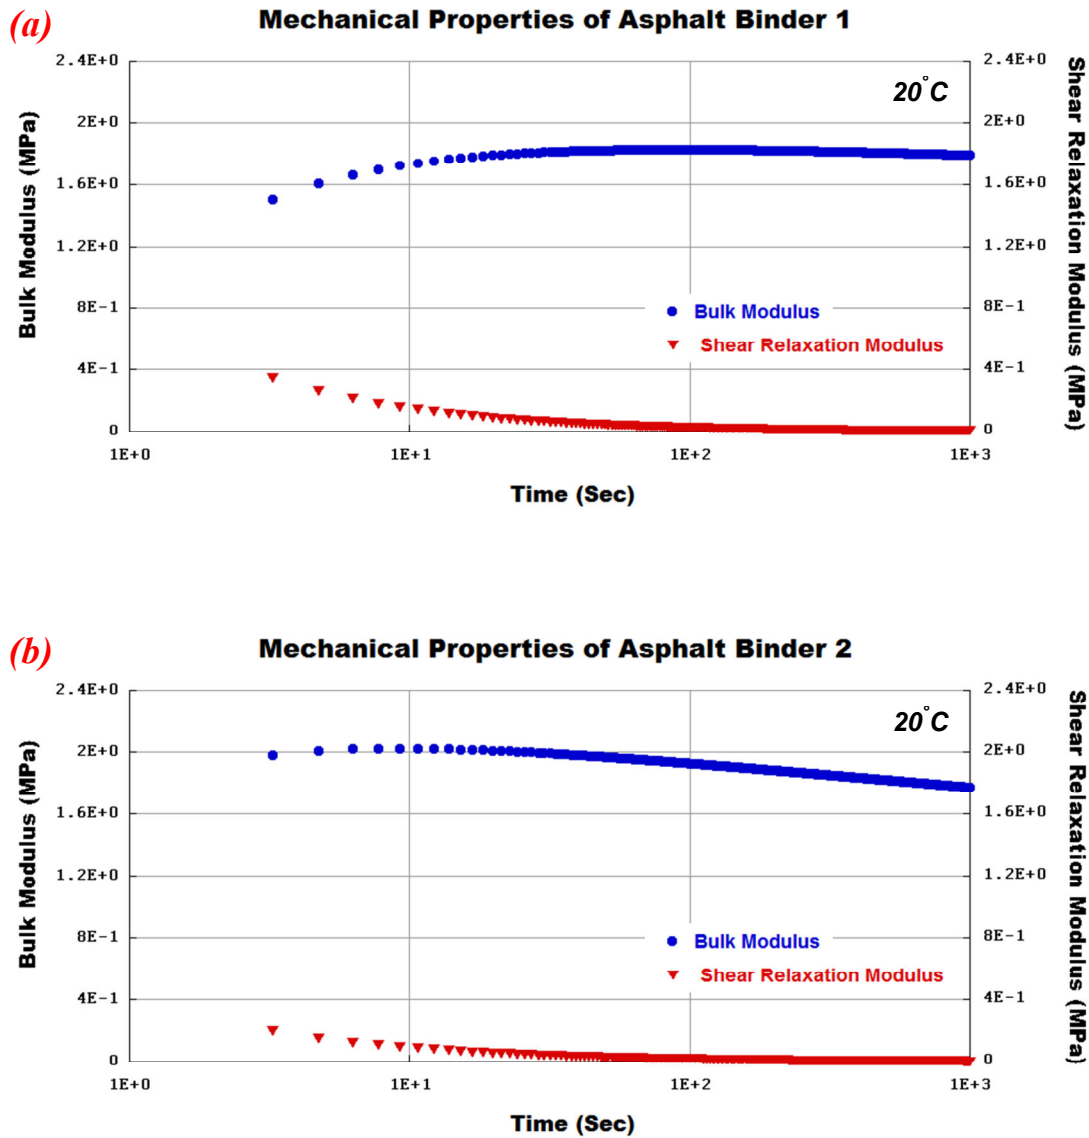 (a)
Mechanical Properties of Asphalt Binder 1
2.4E+0
2E+0
1.6E+0
1.2E+0
8E-1
4E-1
0
Bulk Modulus (MPa)
20°C
Bulk Modulus
Shear Relaxation Modulus
2.4E+0
2E+0
1.6E+0
1.2E+0
8E-1
4E-1
0
Shear Relaxation Modulus (MPa)
1E+0 1E+1 1E+2 1E+3
Time (Sec)
(b)
Mechanical Properties of Asphalt Binder 2
2.4E+0
2E+0
1.6E+0
1.2E+0
8E-1
4E-1
0
Bulk Modulus (MPa)
20°C
Bulk Modulus
Shear Relaxation Modulus
2.4E+0
2E+0
1.6E+0
1.2E+0
8E-1
4E-1
0
Shear Relaxation Modulus (MPa)
1E+0 1E+1 1E+2 1E+3
Time (Sec)